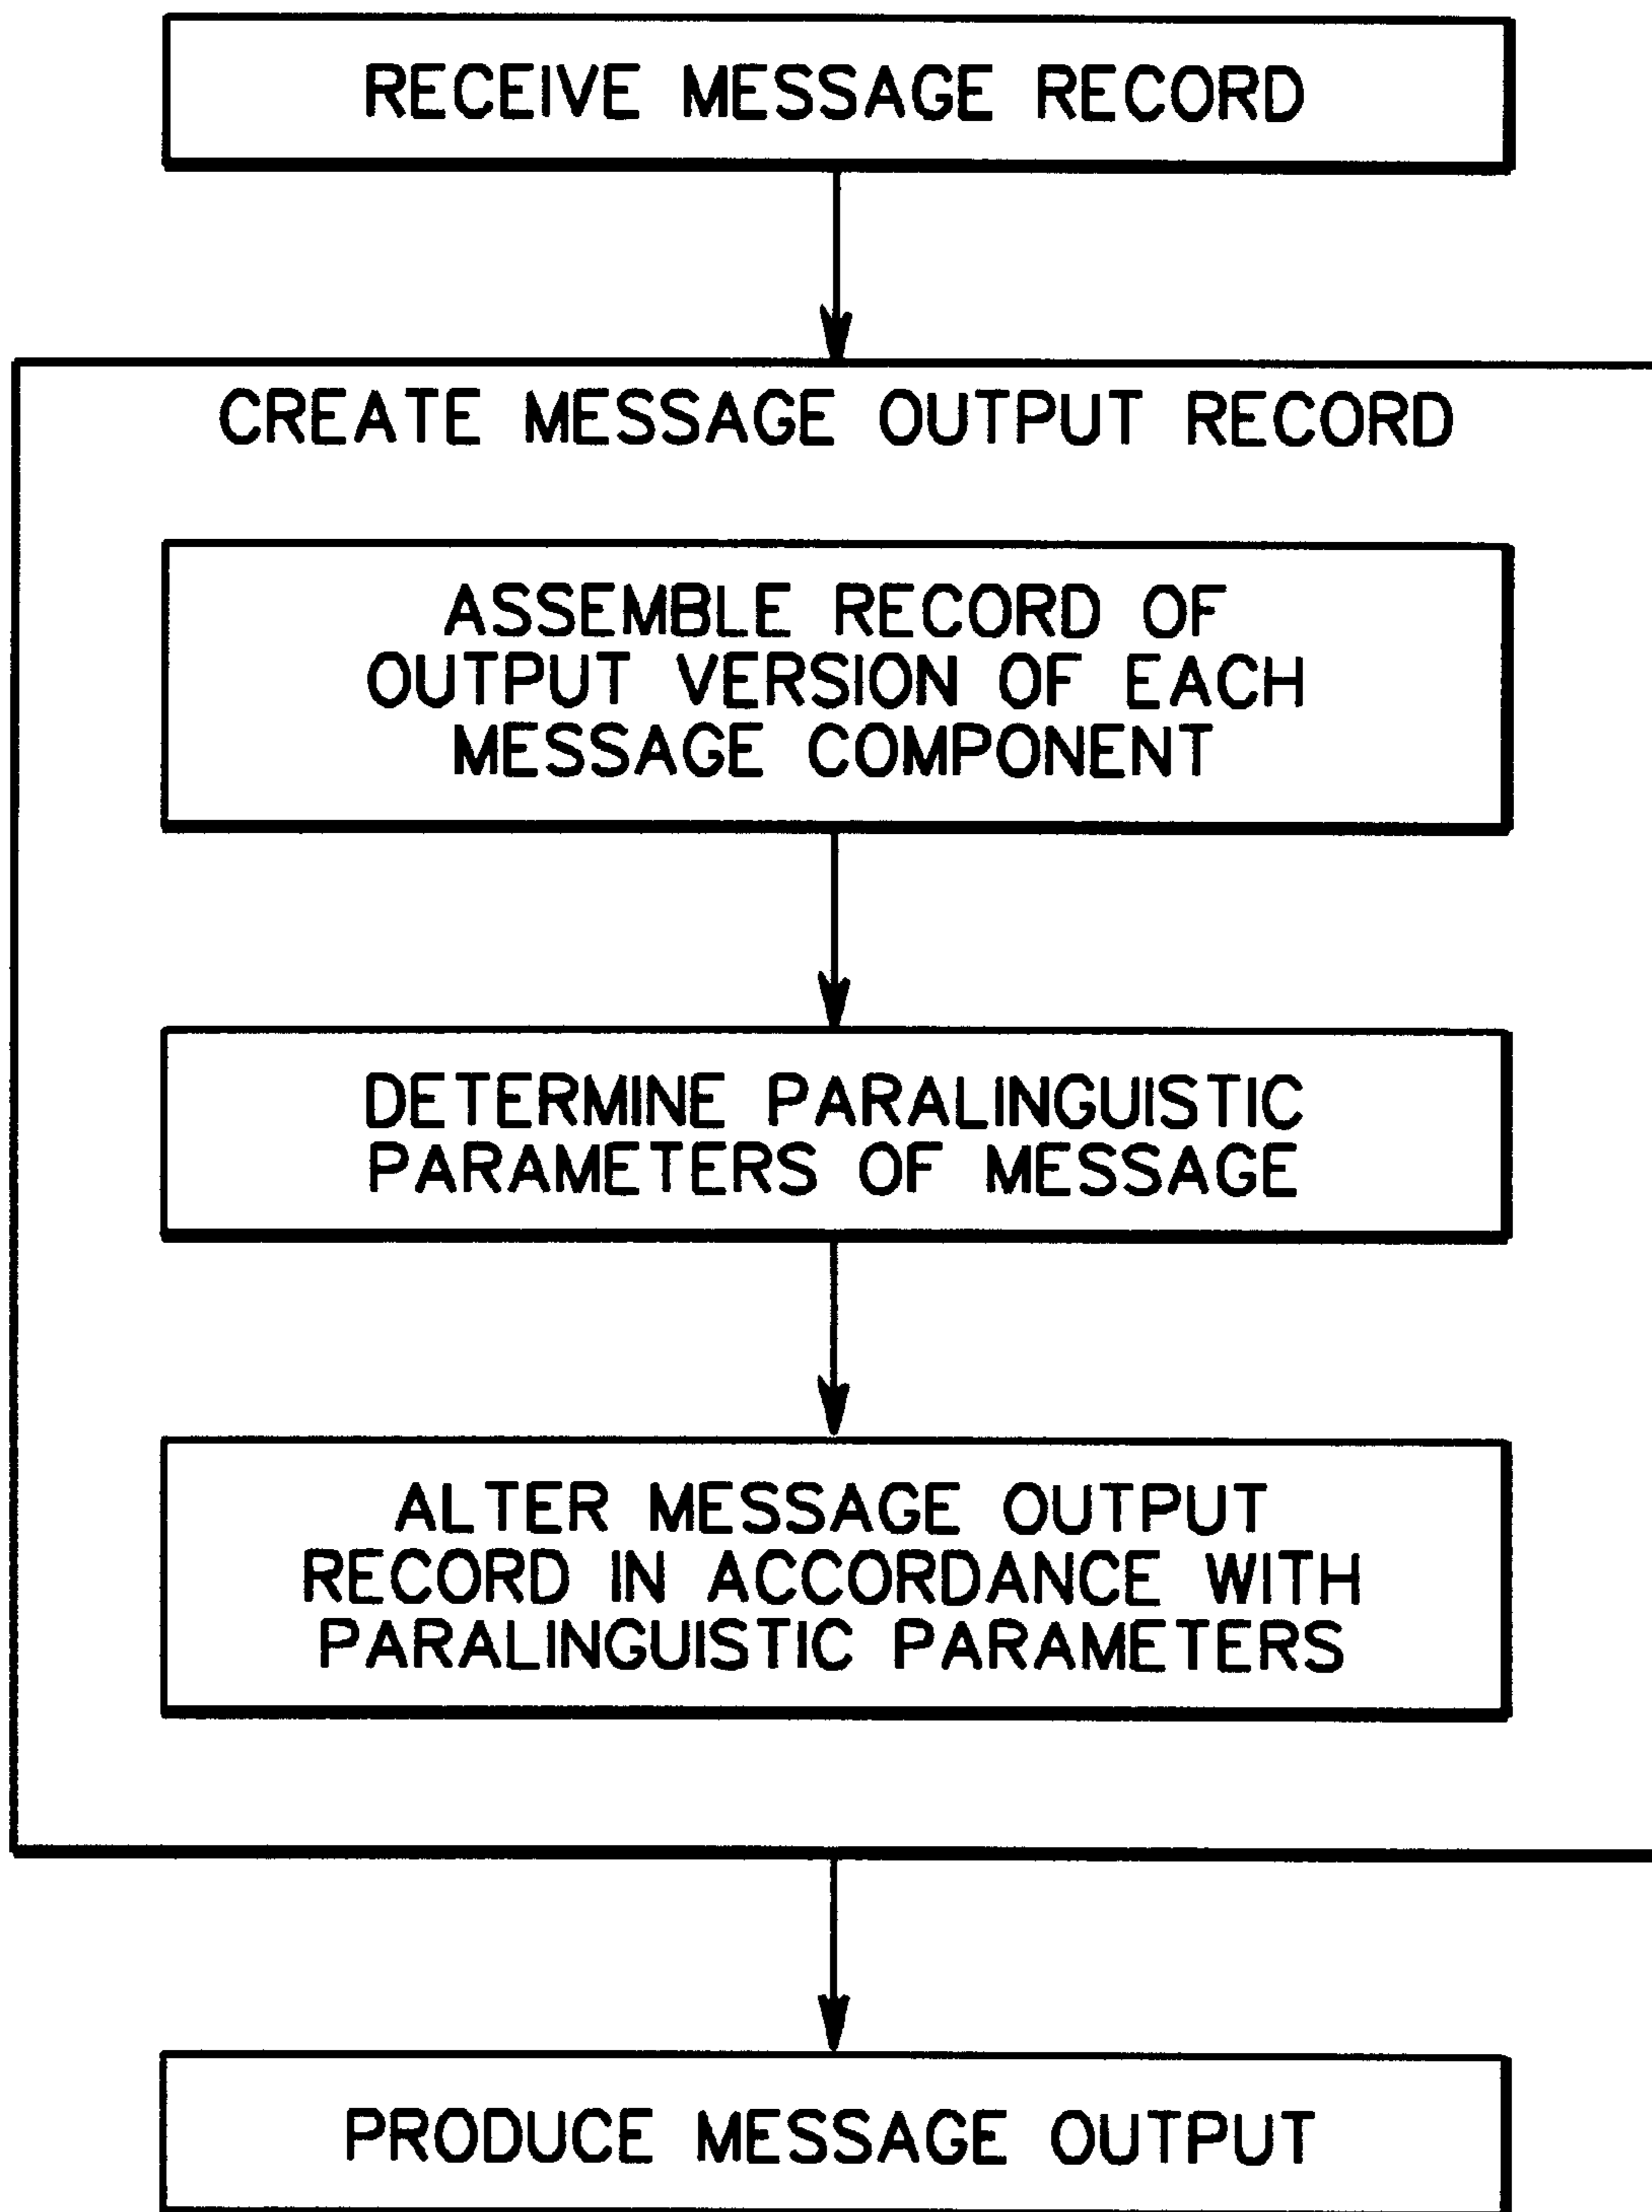 RECEIVE MESSAGE RECORD
CREATE MESSAGE OUTPUT RECORD
ASSEMBLE RECORD OF
OUTPUT VERSION OF EACH
MESSAGE COMPONENT
DETERMINE PARALINGUISTIC
PARAMETERS OF MESSAGE
ALTER MESSAGE OUTPUT
RECORD IN ACCORDANCE WITH
PARALINGUISTIC PARAMETERS
PRODUCE MESSAGE OUTPUT